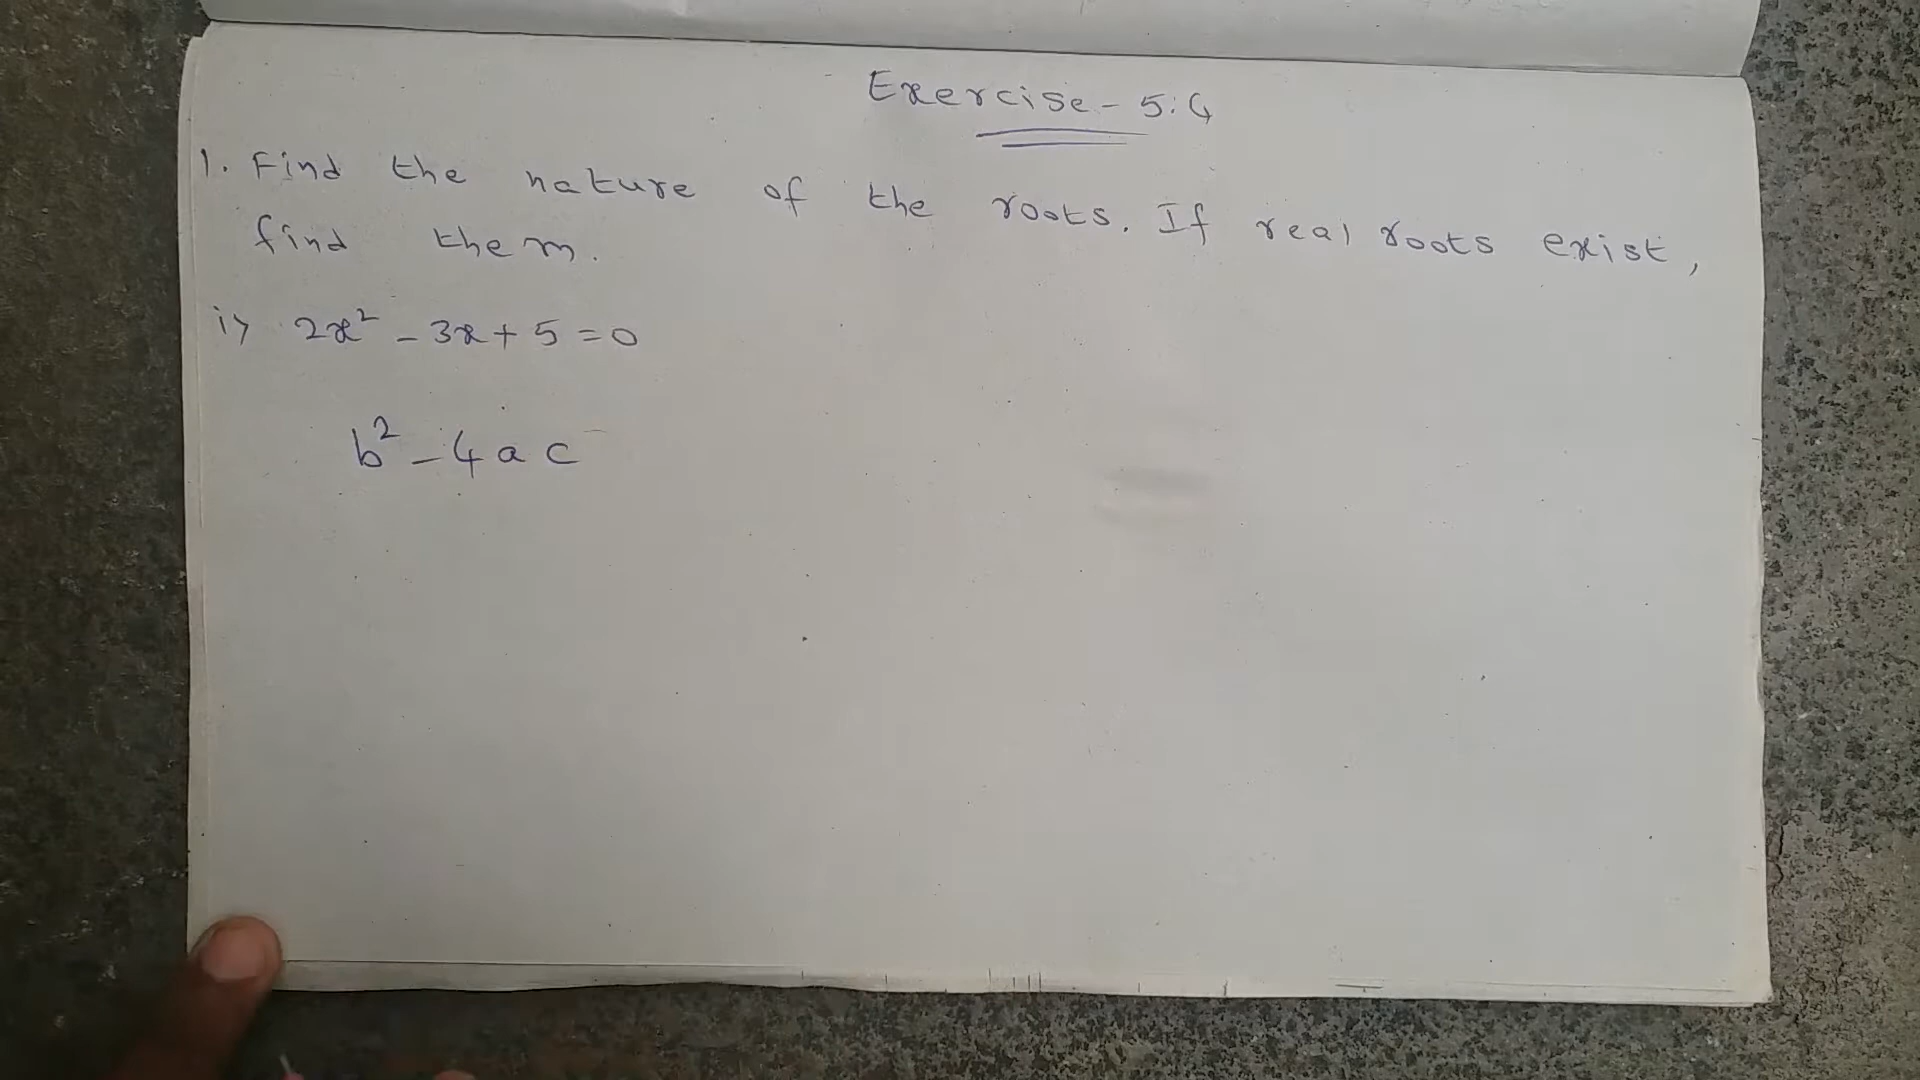 Exercise - 5.4
1. Find the nature of the roots. If real roots exist,
find them.
i> 2x² - 3x + 5 = 0
b² - 4ac